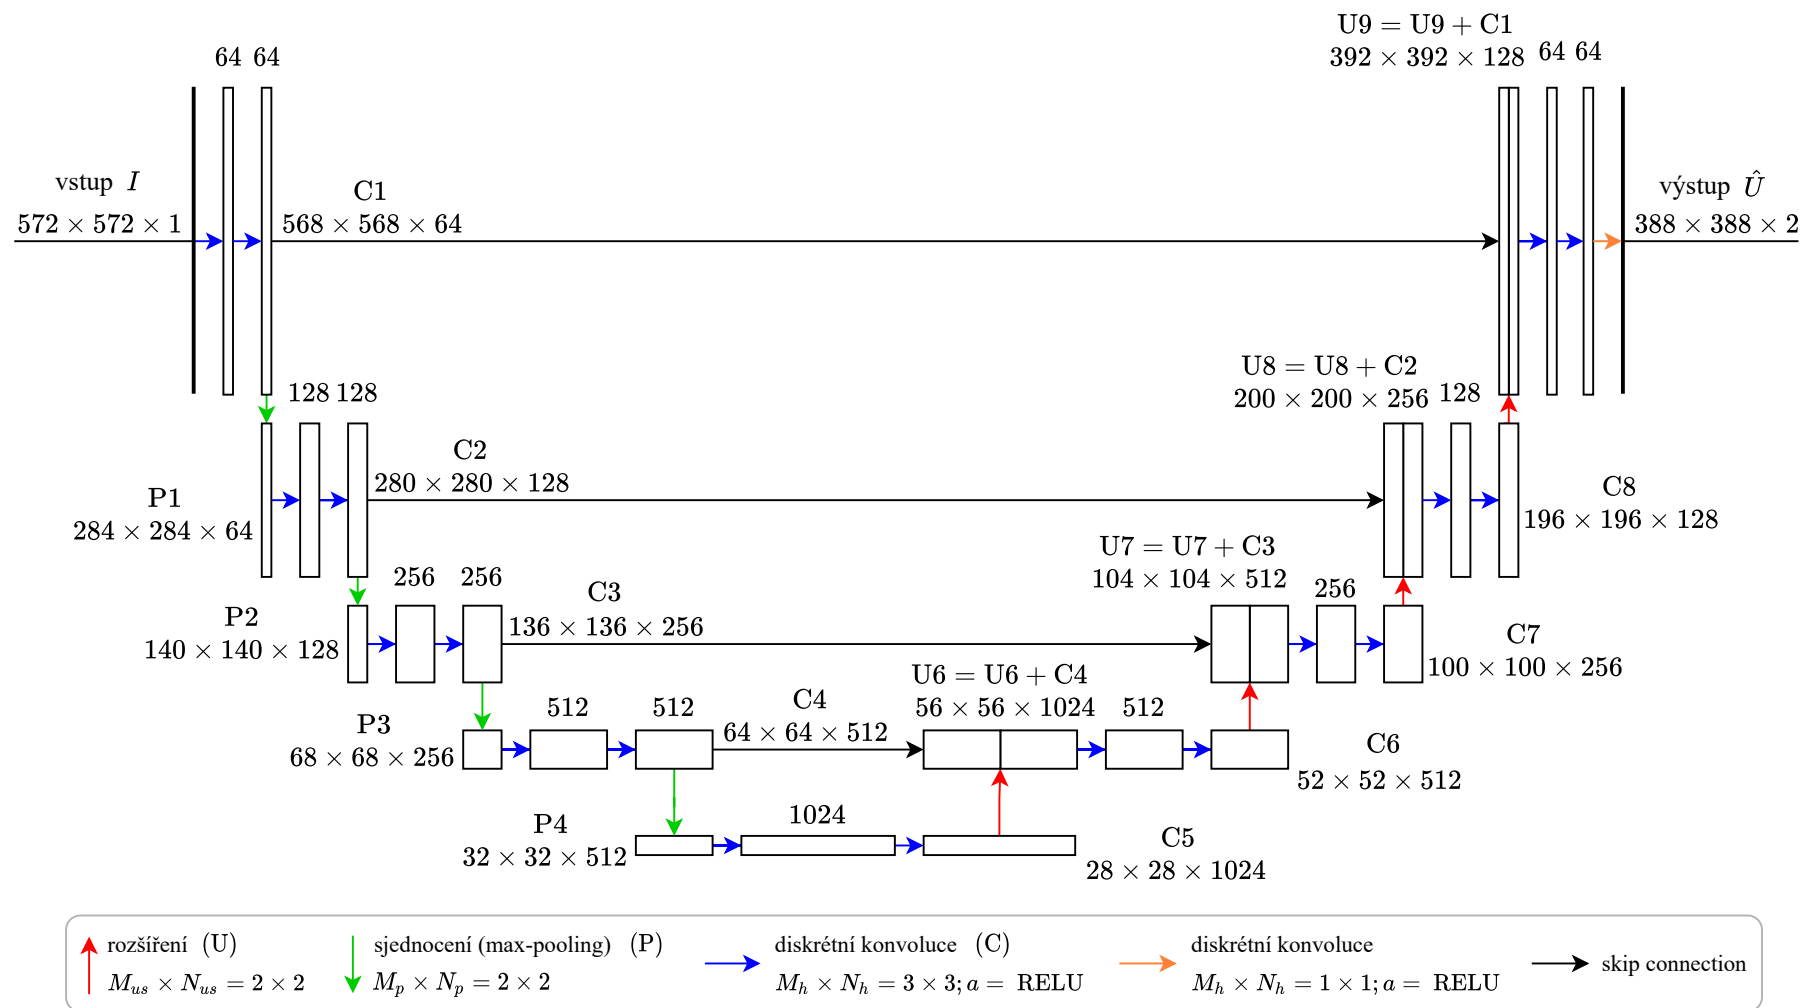 U9 = U9 + C1
392 × 392 × 128 64 64
64 64
vstup I
572 × 572 × 1
C1
568 × 568 × 64
výstup Û
388 × 388 × 2
U8 = U8 + C2
200 × 200 × 256 128
128 128
C2
280 × 280 × 128
P1
284 × 284 × 64
C8
196 × 196 × 128
U7 = U7 + C3
104 × 104 × 512
256
256 256
C3
136 × 136 × 256
P2
140 × 140 × 128
C7
100 × 100 × 256
U6 = U6 + C4
56 × 56 × 1024 512
512 512
C4
64 × 64 × 512
P3
68 × 68 × 256
C6
52 × 52 × 512
1024
P4
32 × 32 × 512
C5
28 × 28 × 1024
rozšíření (U)
M_us × N_us = 2 × 2
sjednocení (max-pooling) (P)
M_p × N_p = 2 × 2
diskrétní konvoluce (C)
M_h × N_h = 3 × 3; a = RELU
diskrétní konvoluce
M_h × N_h = 1 × 1; a = RELU
skip connection